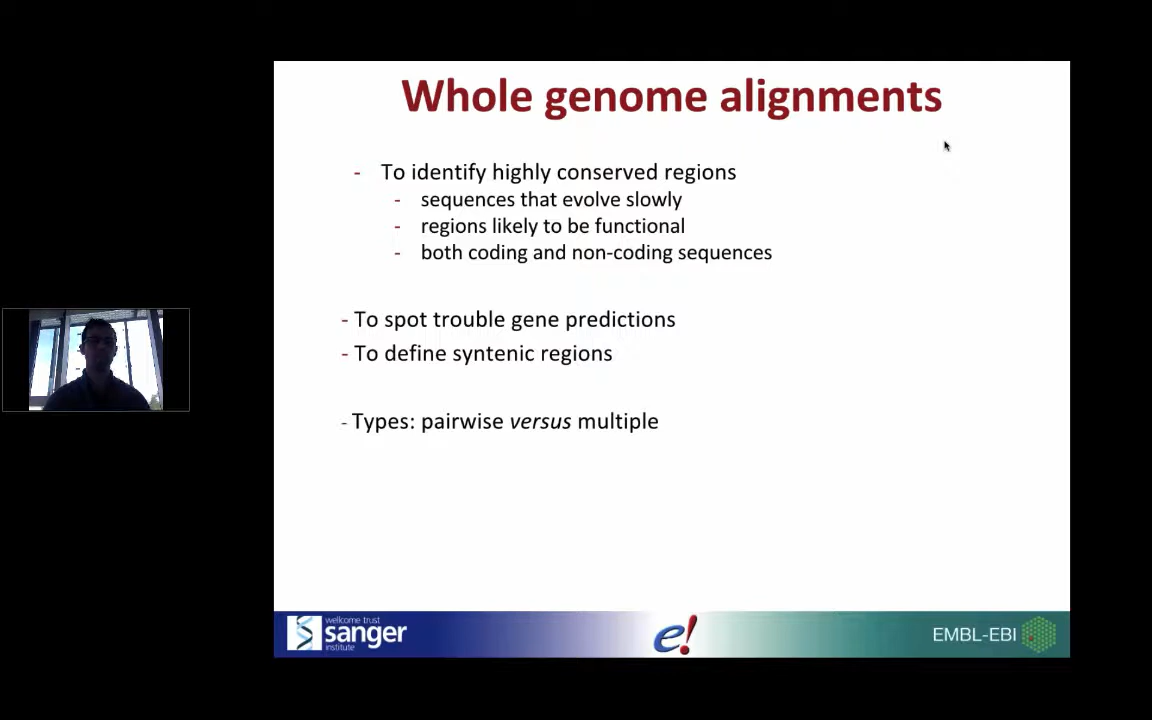 Whole genome alignments
- To identify highly conserved regions
- sequences that evolve slowly
- regions likely to be functional
- both coding and non-coding sequences
- To spot trouble gene predictions
- To define syntenic regions
- Types: pairwise versus multiple
wellcome trust
sanger
institute
e!
EMBL-EBI